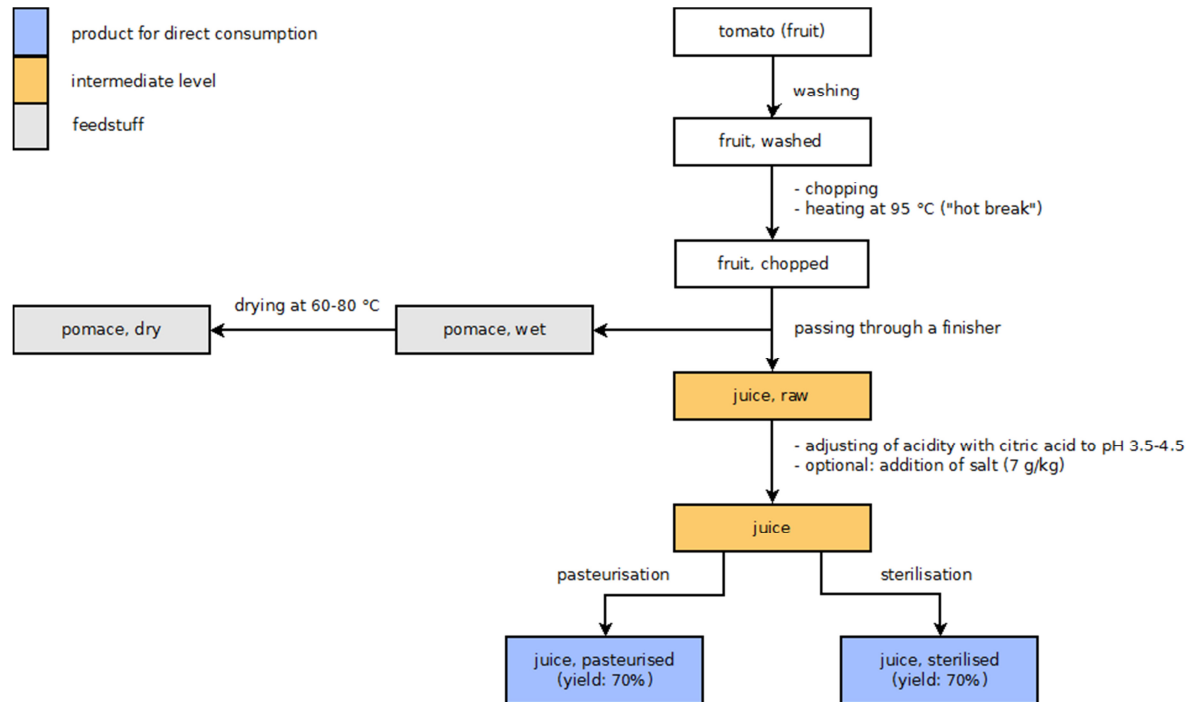 product for direct consumption
intermediate level
feedstuff
tomato (fruit)
washing
fruit, washed
- chopping
- heating at 95 °C ("hot break")
fruit, chopped
drying at 60-80 °C
pomace, dry
pomace, wet
passing through a finisher
juice, raw
- adjusting of acidity with citric acid to pH 3.5-4.5
- optional: addition of salt (7 g/kg)
juice
pasteurisation
sterilisation
juice, pasteurised
(yield: 70%)
juice, sterilised
(yield: 70%)